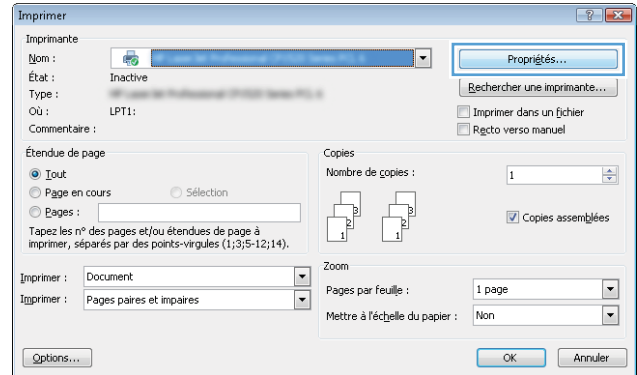 Imprimer
Imprimante
Nom :
Propriétés...
État : Inactive
Type :
Rechercher une imprimante...
Où : LPT1:
Imprimer dans un fichier
Commentaire :
Recto verso manuel
Étendue de page
Tout
Page en cours Sélection
Pages :
Tapez les n° des pages et/ou étendues de page à
imprimer, séparés par des points-virgules (1;3;5-12;14).
Copies
Nombre de copies : 1
Copies assemblées
Imprimer : Document
Imprimer : Pages paires et impaires
Zoom
Pages par feuille : 1 page
Mettre à l'échelle du papier : Non
Options...
OK Annuler